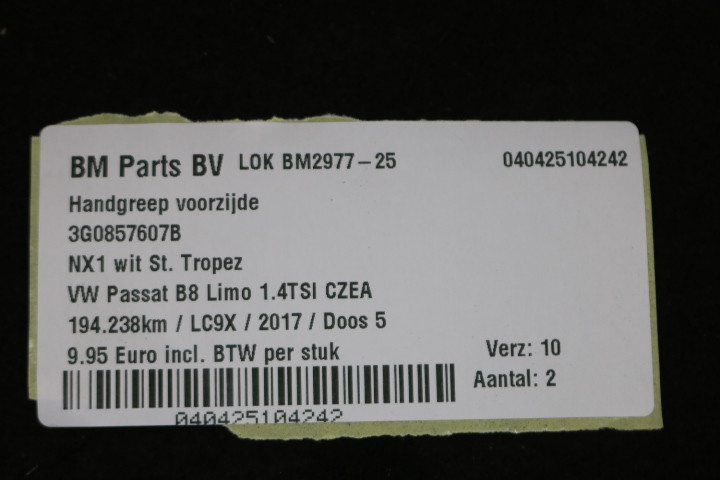 BM Parts BV LOK BM2977-25 040425104242
Handgreep voorzijde
3G0857607B
NX1 wit St. Tropez
VW Passat B8 Limo 1.4TSI CZEA
194.238km / LC9X / 2017 / Doos 5
9.95 Euro incl. BTW per stuk Verz: 10
Aantal: 2
040425104242